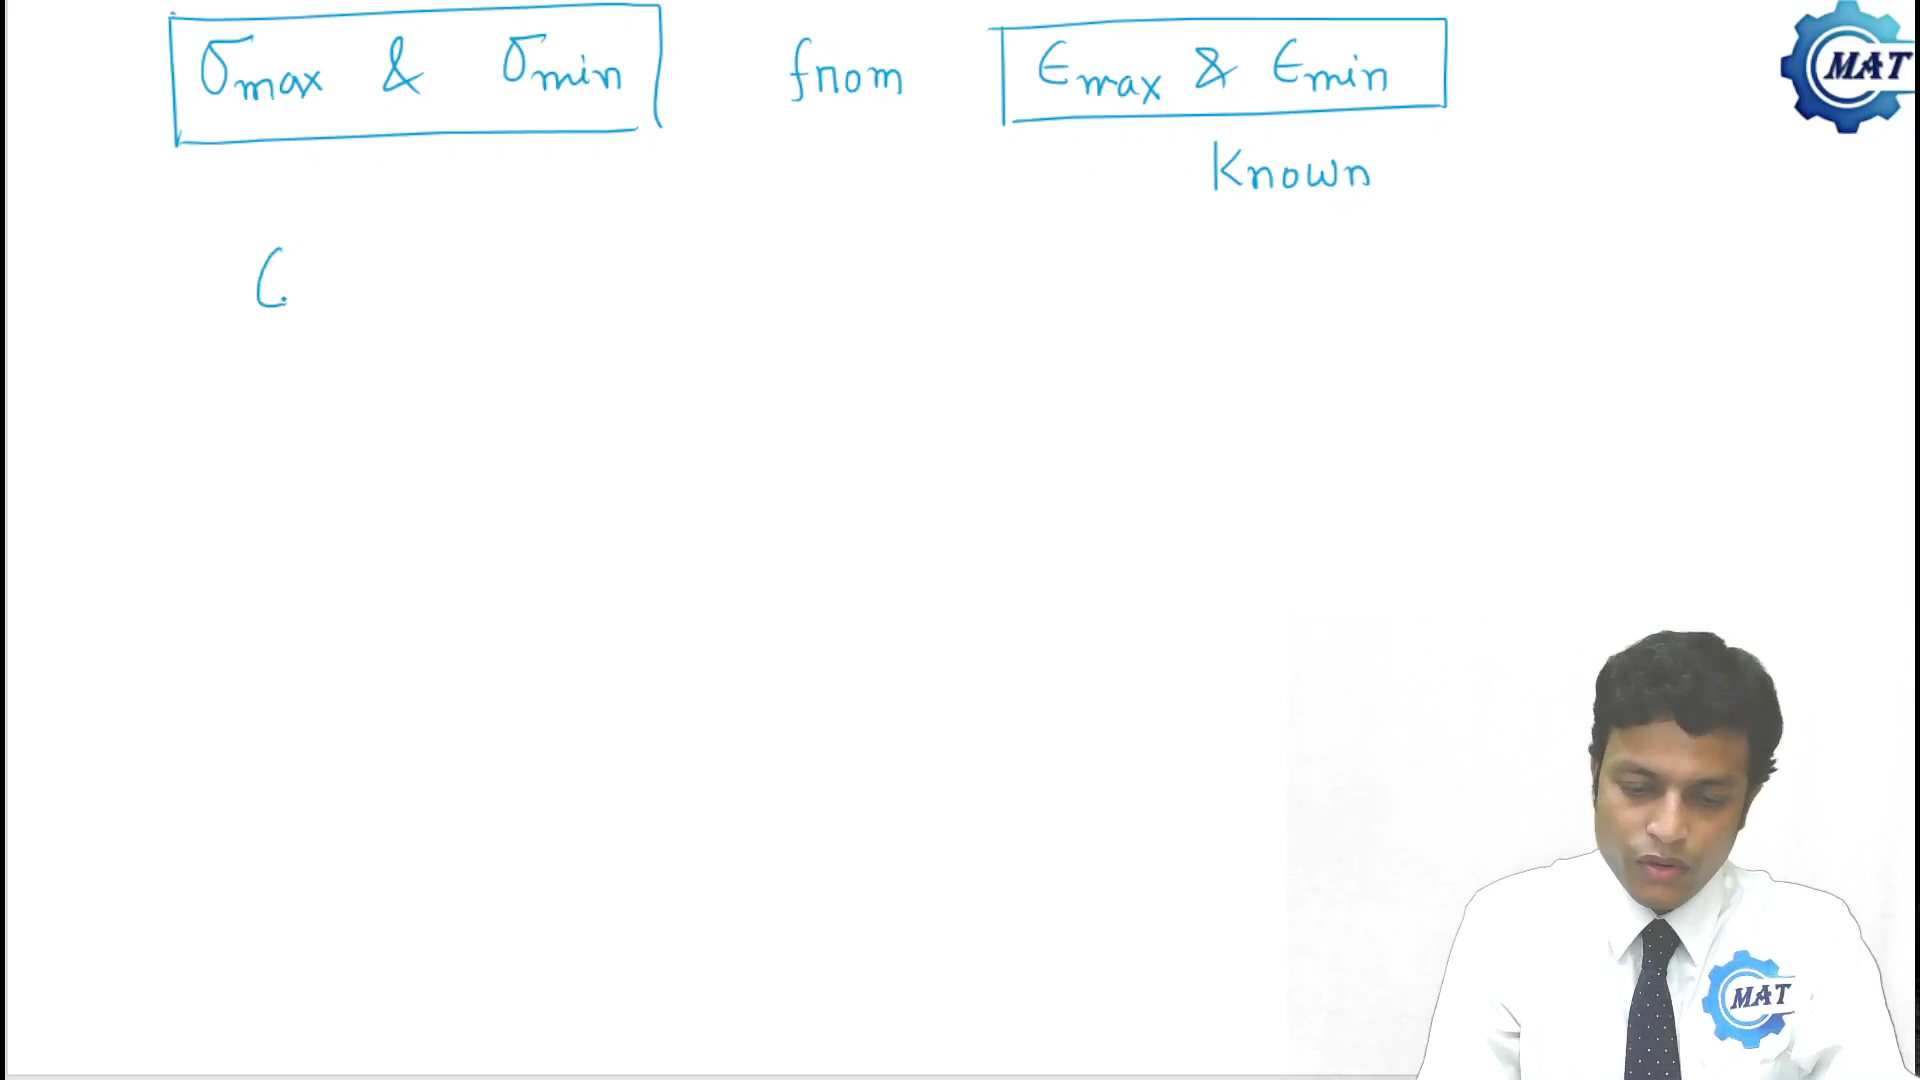 σmax & σmin from ϵmax & ϵmin
Known
MAT
MAT